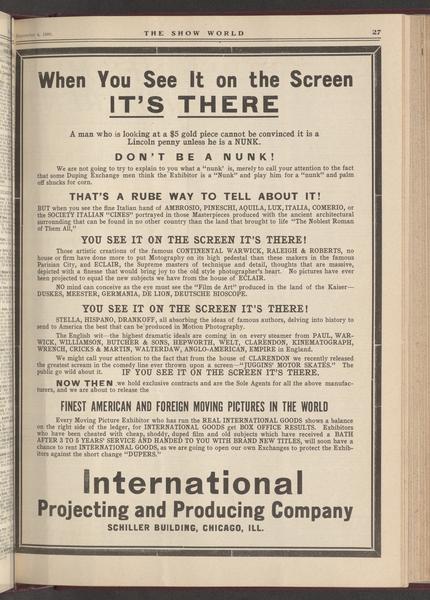 September 4, 1909.
THE SHOW WORLD
27
When You See It on the Screen
IT'S THERE
A man who is looking at a $5 gold piece cannot be convinced it is a
Lincoln penny unless he is a NUNK.
DON'T BE A NUNK!
We are not going to try to explain to you what a "nunk" is, merely to call your attention to the fact
that some Duping Exchange men think the Exhibitor is a "Nunk" and play him for a "nunk" and palm
off shucks for corn.
THAT'S A RUBE WAY TO TELL ABOUT IT!
BUT when you see the fine Italian hand of AMBROSIO, PINESCHI, AQUILA, LUX, ITALIA, COMERIO, or
the SOCIETY ITALIAN "CINES" portrayed in those Masterpieces produced with the ancient architectural
surrounding that can be found in no other country than the land that brought to life "The Noblest Roman
of Them All,"
YOU SEE IT ON THE SCREEN IT'S THERE!
Those artistic creations of the famous CONTINENTAL WARWICK, RALEIGH & ROBERTS, no
house or firm have done more to put Motography on its high pedestal than these makers in the famous
Parisian City, and ECLAIR, the Supreme masters of technique and detail, thoughts that are massive,
depicted with a finesse that would bring joy to the old style photographer's heart. No pictures have ever
been projected to equal the new subjects we have from the house of ECLAIR.
NO mind can conceive as the eye must see the "Film de Art" produced in the land of the Kaiser—
DUSKES, MEESTER, GERMANIA, DE LION, DEUTSCHE BIOSCOPE.
YOU SEE IT ON THE SCREEN IT'S THERE!
STELLA, HISPANO, DRANKOFF, all absorbing the ideas of famous authors, delving into history to
send to America the best that can be produced in Motion Photography.
The English wit—the highest dramatic ideals are coming in on every steamer from PAUL, WAR-
WICK, WILLIAMSON, BUTCHER & SONS, HEPWORTH, WELT, CLARENDON, KINEMATOGRAPH,
WRENCH, CRICKS & MARTIN, WALTERDAW, ANGLO-AMERICAN, EMPIRE in England.
We might call your attention to the fact that from the house of CLARENDON we recently released
the greatest scream in the comedy line ever thrown upon a screen—"JUGGINS' MOTOR SKATES." The
public go wild about it. IF YOU SEE IT ON THE SCREEN IT'S THERE.
NOW THEN we hold exclusive contracts and are the Sole Agents for all the above manufac-
turers, and we are about to release the
FINEST AMERICAN AND FOREIGN MOVING PICTURES IN THE WORLD
Every Moving Picture Exhibitor who has run the REAL INTERNATIONAL GOODS shows a balance
on the right side of the ledger, for INTERNATIONAL GOODS get BOX OFFICE RESULTS. Exhibitors
who have been cheated with cheap, shoddy, duped film and old subjects which have received a BATH
AFTER 3 TO 5 YEARS' SERVICE AND HANDED TO YOU WITH BRAND NEW TITLES, will soon have a
chance to rent INTERNATIONAL GOODS, as we are going to open our own Exchanges to protect the Exhib-
itors against the short change "DUPERS."
International
Projecting and Producing Company
SCHILLER BUILDING, CHICAGO, ILL.